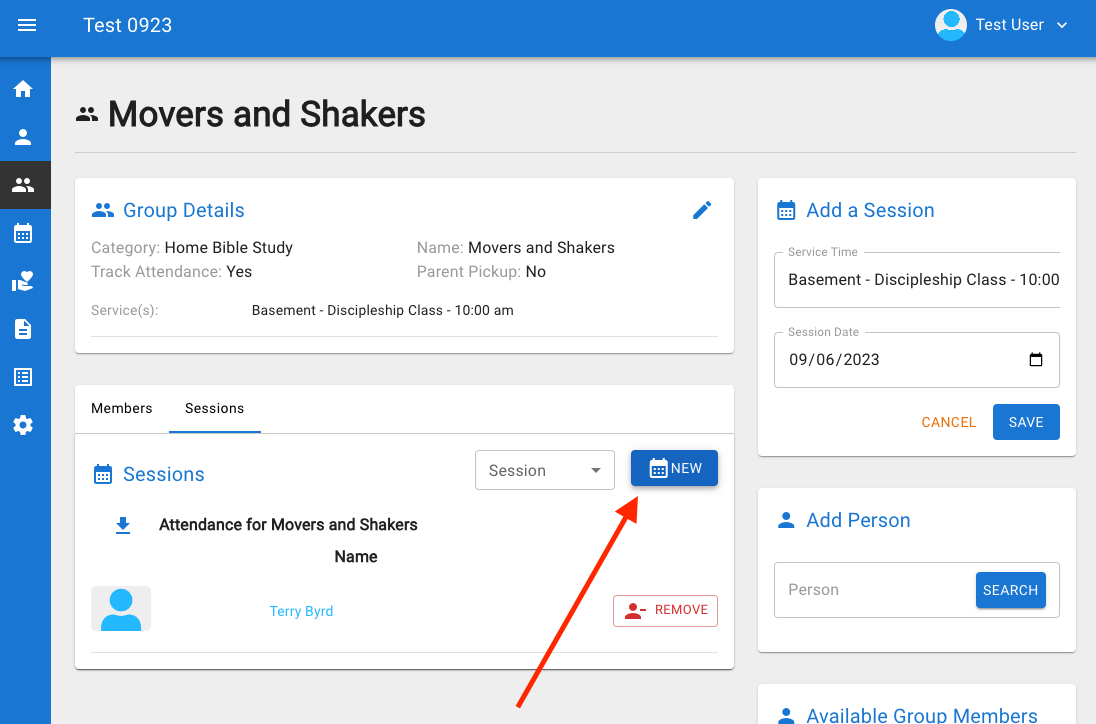 Test 0923
Test User
Movers and Shakers
Group Details
Category: Home Bible Study
Name: Movers and Shakers
Track Attendance: Yes
Parent Pickup: No
Service(s):
Basement - Discipleship Class - 10:00 am
Members
Sessions
Sessions
Session
NEW
Attendance for Movers and Shakers
Name
Terry Byrd
REMOVE
Add a Session
Service Time
Basement - Discipleship Class - 10:00
Session Date
09/06/2023
CANCEL
SAVE
Add Person
Person
SEARCH
Available Group Members